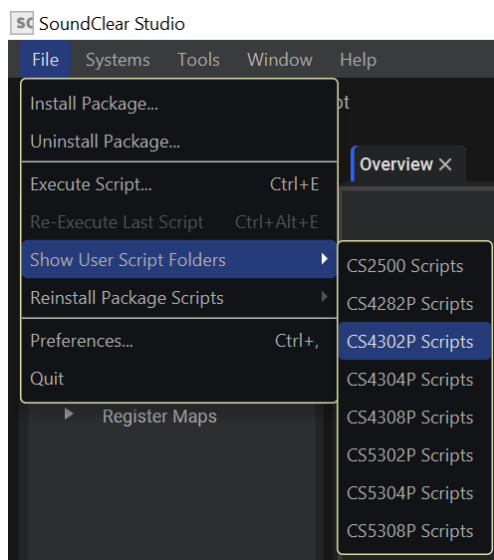 SC SoundClear Studio
File Systems Tools Window Help
Install Package...
Uninstall Package...
Overview ×
Execute Script... Ctrl+E
Re-Execute Last Script Ctrl+Alt+E
Show User Script Folders
Reinstall Package Scripts
Preferences... Ctrl+,
Quit
Register Maps
CS2500 Scripts
CS4282P Scripts
CS4302P Scripts
CS4304P Scripts
CS4308P Scripts
CS5302P Scripts
CS5304P Scripts
CS5308P Scripts